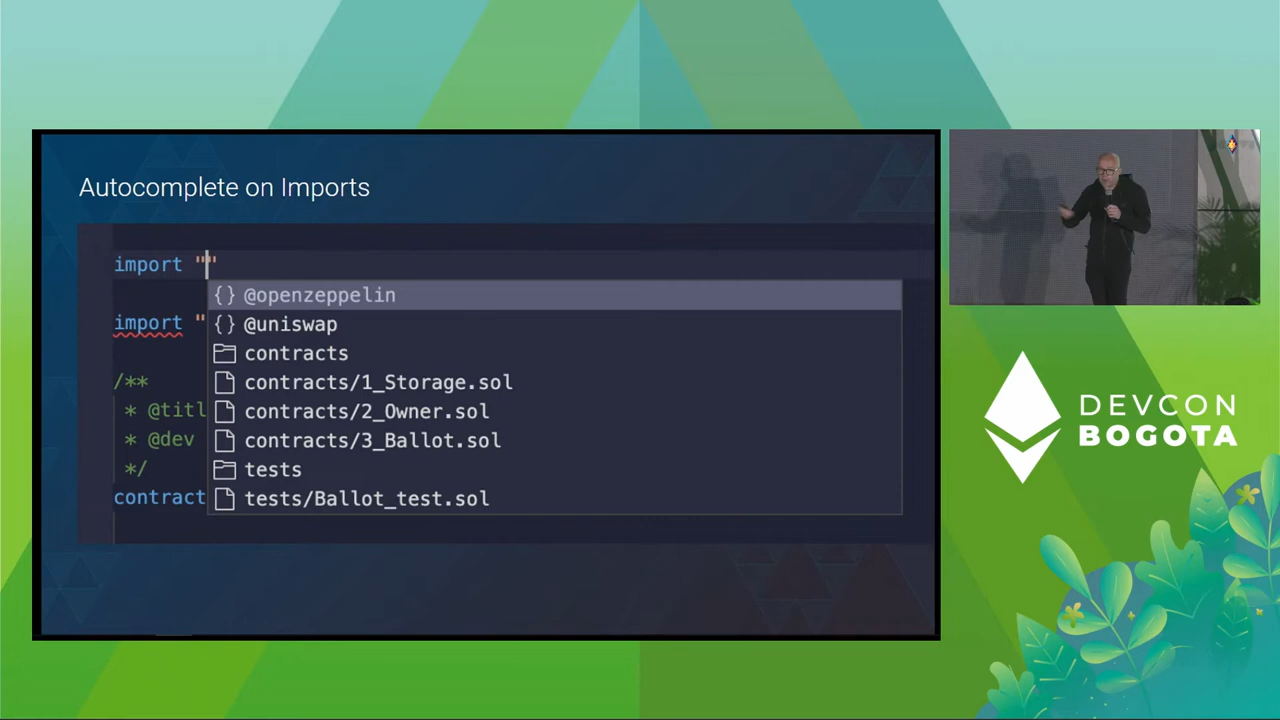 Autocomplete on Imports
import ""
{} @openzeppelin
import "
{} @uniswap
contracts
/**
contracts/1_Storage.sol
* @titl
contracts/2_Owner.sol
* @dev
contracts/3_Ballot.sol
*/
tests
contract
tests/Ballot_test.sol
DEVCON
BOGOTA